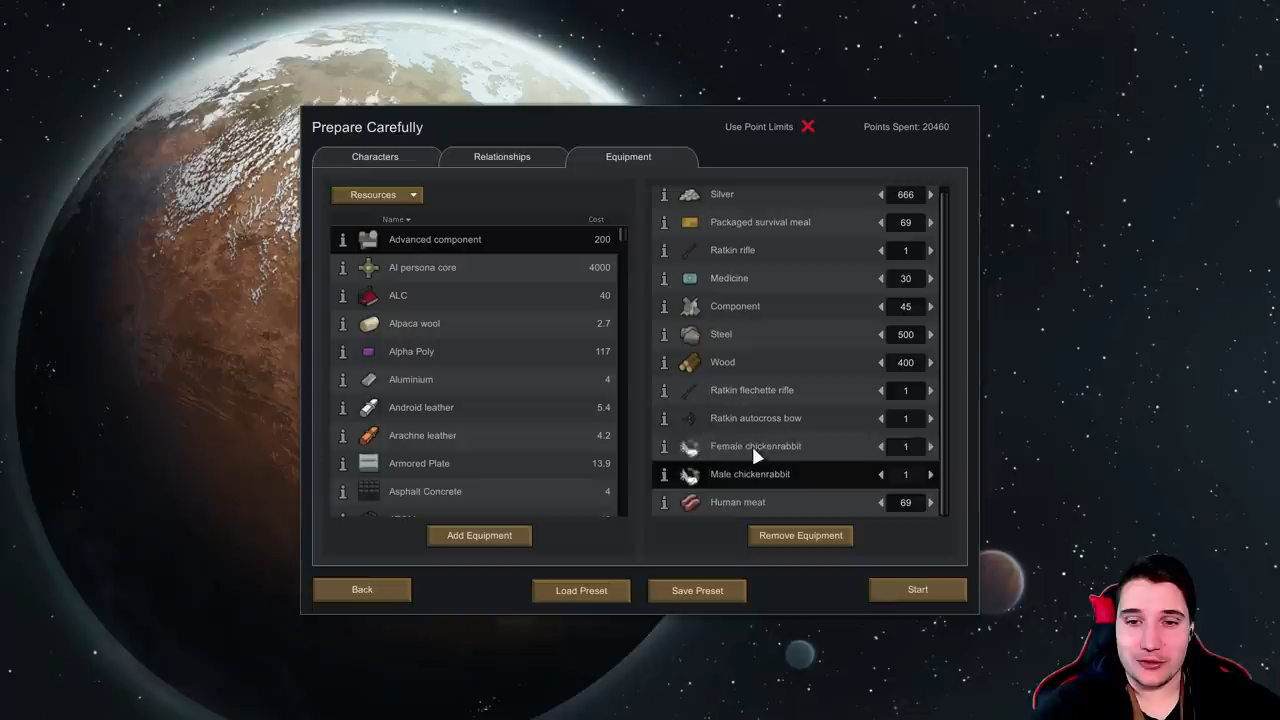 Prepare Carefully
Use Point Limits
Points Spent: 20460
Characters
Relationships
Equipment
Resources
Name
Cost
Advanced component 200
AI persona core 4000
ALC 40
Alpaca wool 2.7
Alpha Poly 117
Aluminium 4
Android leather 5.4
Arachne leather 4.2
Armored Plate 13.9
Asphalt Concrete 4
Add Equipment
Silver 666
Packaged survival meal 69
Ratkin rifle 1
Medicine 30
Component 45
Steel 500
Wood 400
Ratkin flechette rifle 1
Ratkin autocross bow 1
Female chickenrabbit 1
Male chickenrabbit 1
Human meat 69
Remove Equipment
Back
Load Preset
Save Preset
Start